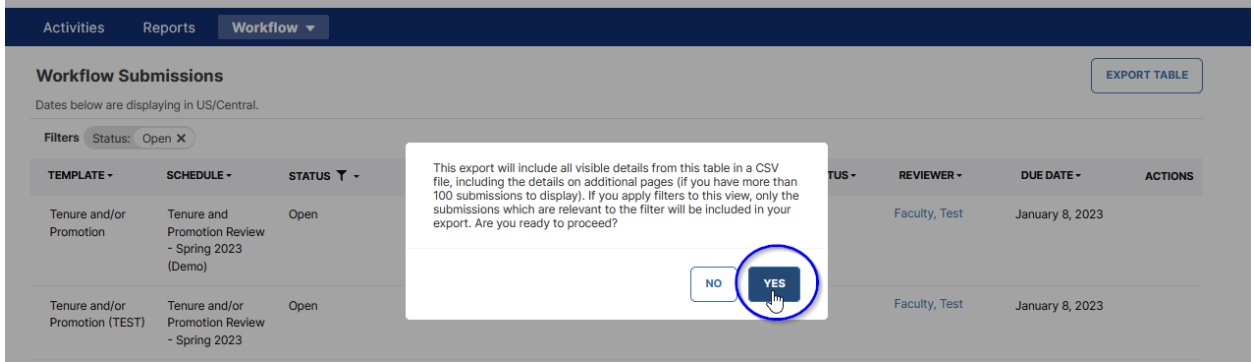 Activities Reports Workflow
Workflow Submissions
EXPORT TABLE
Dates below are displaying in US/Central.
Filters Status: Open X
TEMPLATE SCHEDULE STATUS TUS REVIEWER DUE DATE ACTIONS
This export will include all visible details from this table in a CSV
file, including the details on additional pages (if you have more than
100 submissions to display). If you apply filters to this view, only the
submissions which are relevant to the filter will be included in your
export. Are you ready to proceed?
NO YES
Tenure and/or
Promotion
Tenure and
Promotion Review
- Spring 2023
(Demo)
Open
Faculty, Test
January 8, 2023
Tenure and/or
Promotion (TEST)
Tenure and/or
Promotion Review
- Spring 2023
Open
Faculty, Test
January 8, 2023